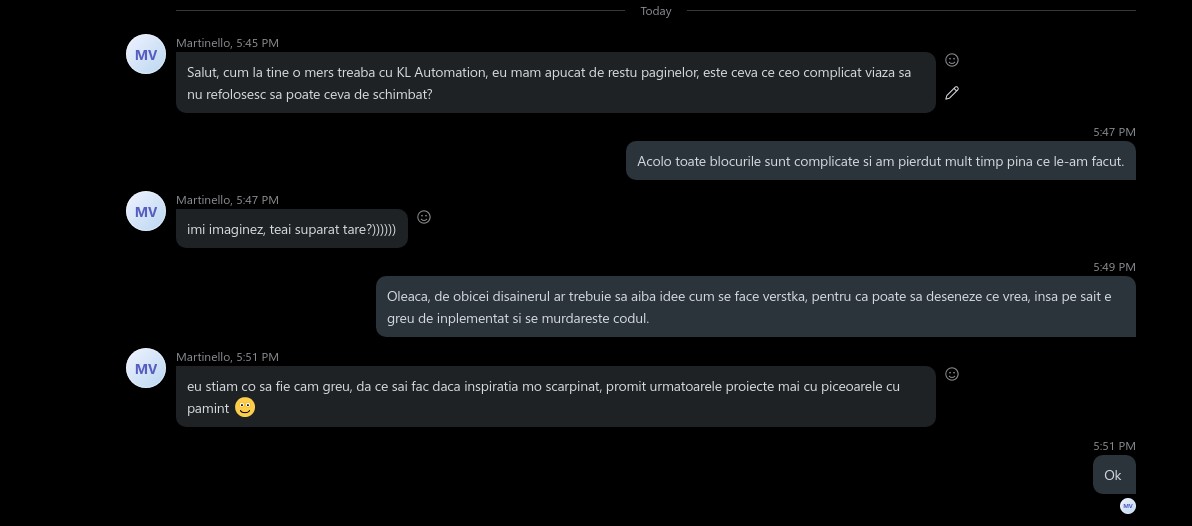 Today
MV
Martinello, 5:45 PM
Salut, cum la tine o mers treaba cu KL Automation, eu mam apucat de restu paginelor, este ceva ce ceo complicat viaza sa
nu refolosesc sa poate ceva de schimbat?
5:47 PM
Acolo toate blocurile sunt complicate si am pierdut mult timp pina ce le-am facut.
MV
Martinello, 5:47 PM
imi imaginez, teai suparat tare?))))))
5:49 PM
Oleaca, de obicei disainerul ar trebuie sa aiba idee cum se face verstka, pentru ca poate sa deseneze ce vrea, insa pe sait e
greu de inplementat si se murdareste codul.
MV
Martinello, 5:51 PM
eu stiam co sa fie cam greu, da ce sai fac daca inspiratia mo scarpinat, promit urmatoarele proiecte mai cu piceoarele cu
pamint 🙂
5:51 PM
Ok
MV